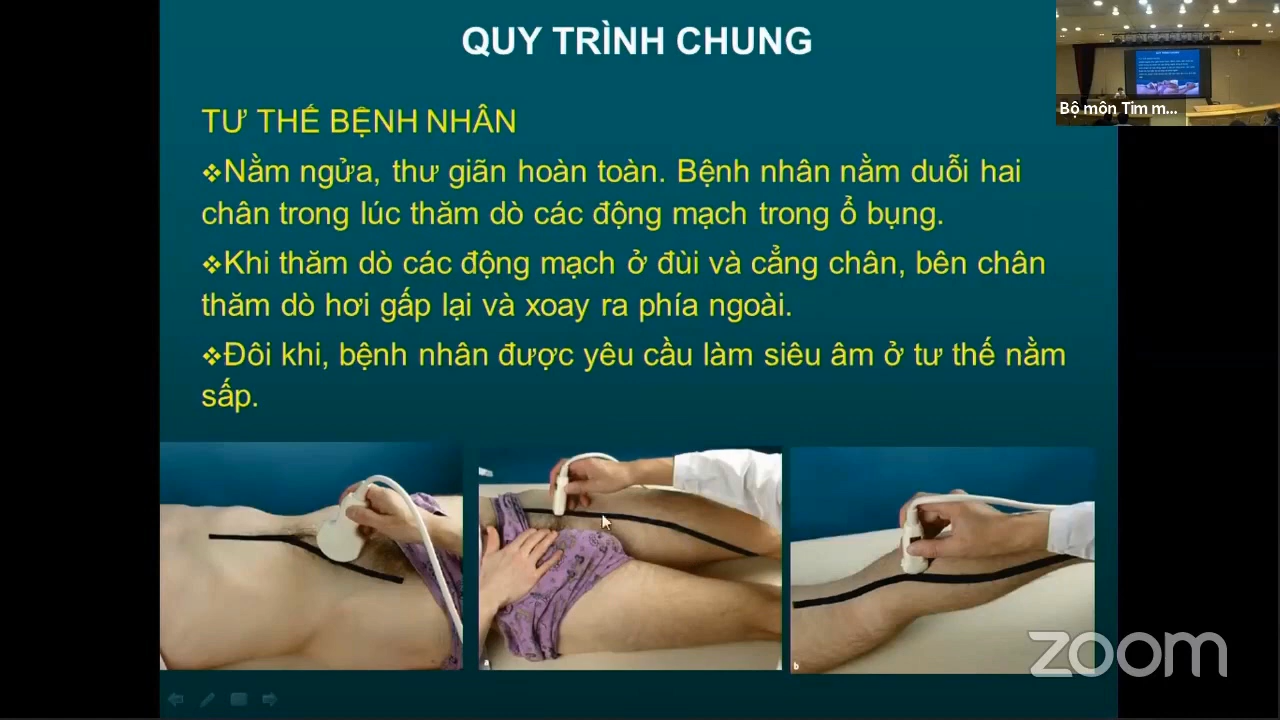 QUY TRÌNH CHUNG
Bộ môn Tim m...
TƯ THẾ BỆNH NHÂN
❖Nằm ngửa, thư giãn hoàn toàn. Bệnh nhân nằm duỗi hai
chân trong lúc thăm dò các động mạch trong ổ bụng.
❖Khi thăm dò các động mạch ở đùi và cẳng chân, bên chân
thăm dò hơi gấp lại và xoay ra phía ngoài.
❖Đôi khi, bệnh nhân được yêu cầu làm siêu âm ở tư thế nằm
sấp.
a
b
zoom